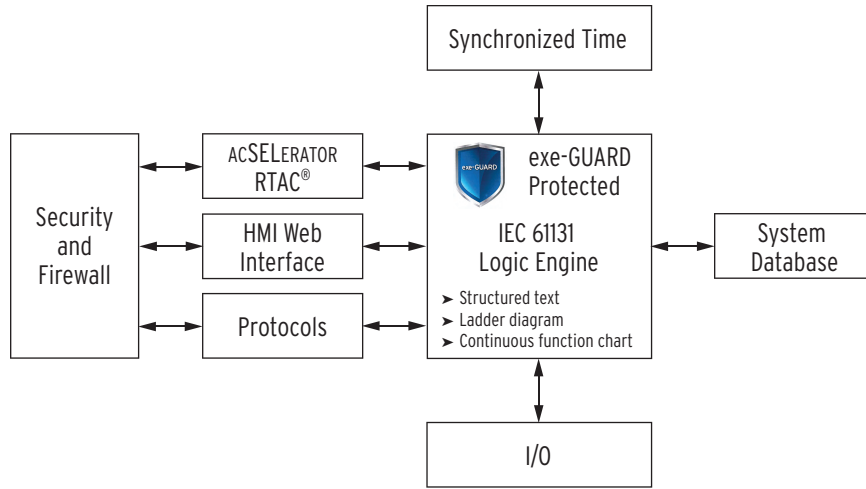 Synchronized Time
Security
and
Firewall
ACSELERATOR
RTAC®
HMI Web
Interface
Protocols
exe-GUARD
exe-GUARD
Protected
IEC 61131
Logic Engine
➤ Structured text
➤ Ladder diagram
➤ Continuous function chart
System
Database
I/O